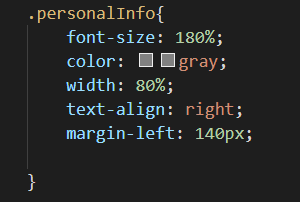 .personalInfo{
font-size: 180%;
color: gray;
width: 80%;
text-align: right;
margin-left: 140px;
}